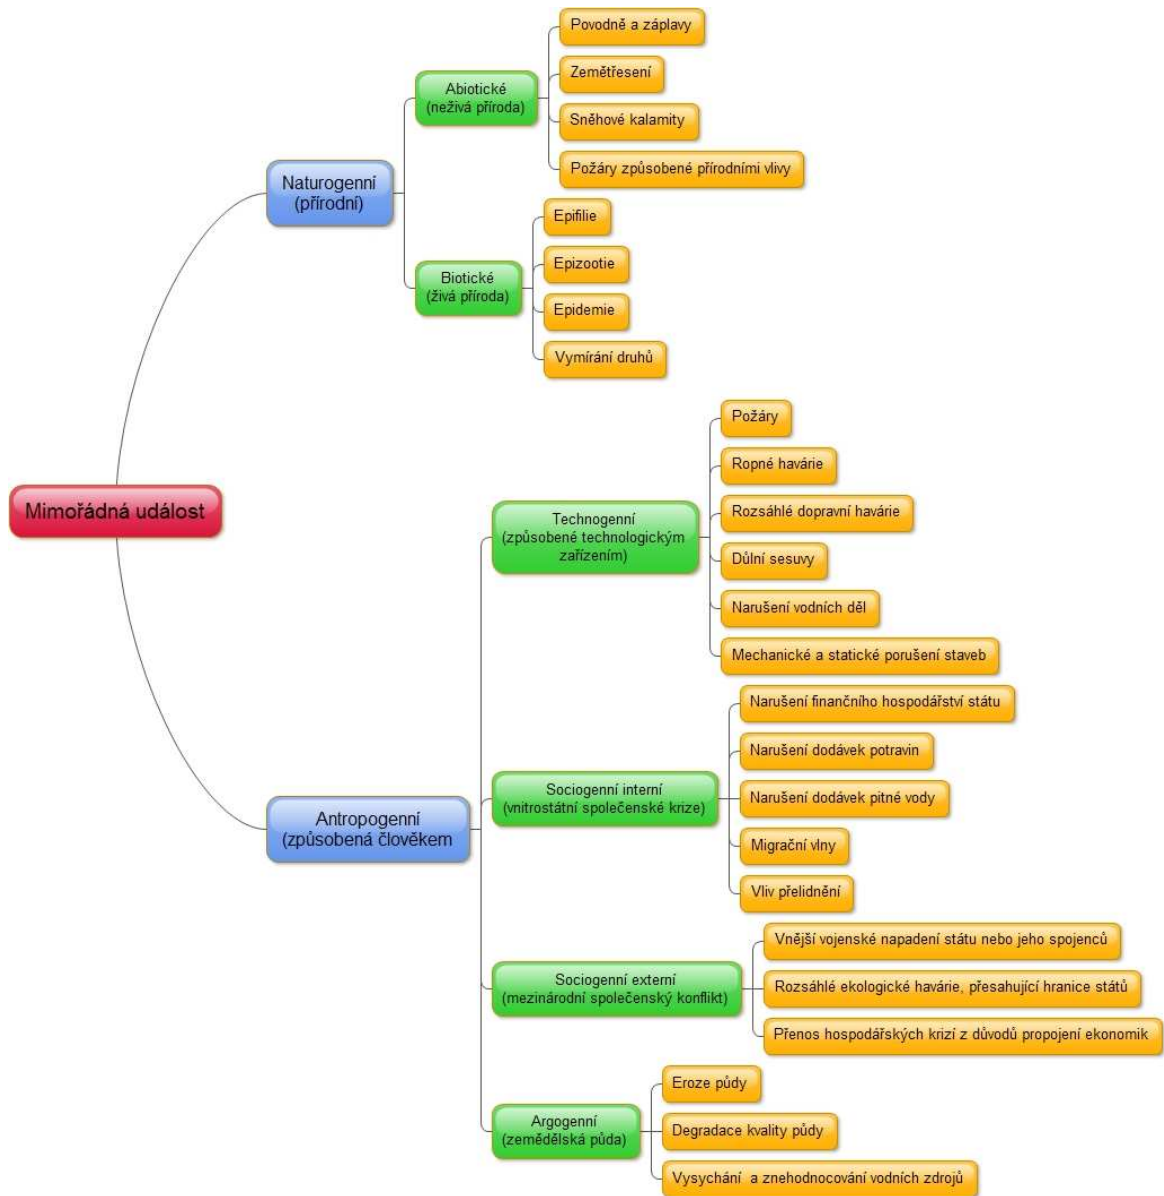 Mimořádná událost
Naturogenní
(přírodní)
Abiotické
(neživá příroda)
Povodně a záplavy
Zemětřesení
Sněhové kalamity
Požáry způsobené přírodními vlivy
Biotické
(živá příroda)
Epifilie
Epizootie
Epidemie
Vymírání druhů
Antropogenní
(způsobená člověkem
Technogenní
(způsobené technologickým
zařízením)
Požáry
Ropné havárie
Rozsáhlé dopravní havárie
Důlní sesuvy
Narušení vodních děl
Mechanické a statické porušení staveb
Sociogenní interní
(vnitrostátní společenské krize)
Narušení finančního hospodářství státu
Narušení dodávek potravin
Narušení dodávek pitné vody
Migrační vlny
Vliv přelidnění
Sociogenní externí
(mezinárodní společenský konflikt)
Vnější vojenské napadení státu nebo jeho spojenců
Rozsáhlé ekologické havárie, přesahující hranice států
Přenos hospodářských krizí z důvodů propojení ekonomik
Argogenní
(zemědělská půda)
Eroze půdy
Degradace kvality půdy
Vysychání a znehodnocování vodních zdrojů